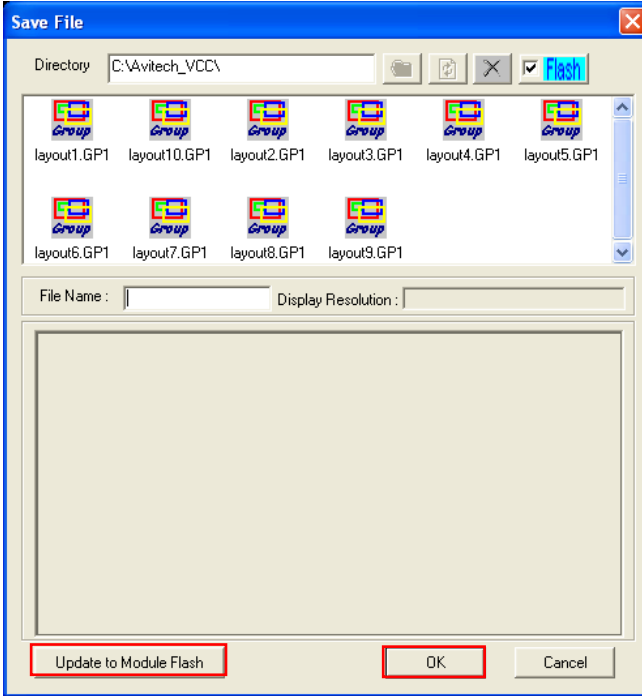 Save File
Directory C:\Avitech_VCC\ Flash
Group Group Group Group Group Group
layout1.GP1 layout10.GP1 layout2.GP1 layout3.GP1 layout4.GP1 layout5.GP1
Group Group Group Group
layout6.GP1 layout7.GP1 layout8.GP1 layout9.GP1
File Name : Display Resolution :
Update to Module Flash OK Cancel